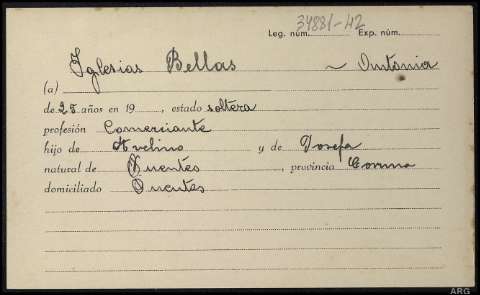 Leg. núm. 34881-42 Exp. núm.
Iglesias Bellas ~ Antonia
(a)
de 25 años en 19 , estado soltera
profesión Comerciante
hijo de Avelino y de Josefa
natural de Puentes , provincia Coruna
domiciliado Puentes
ARG